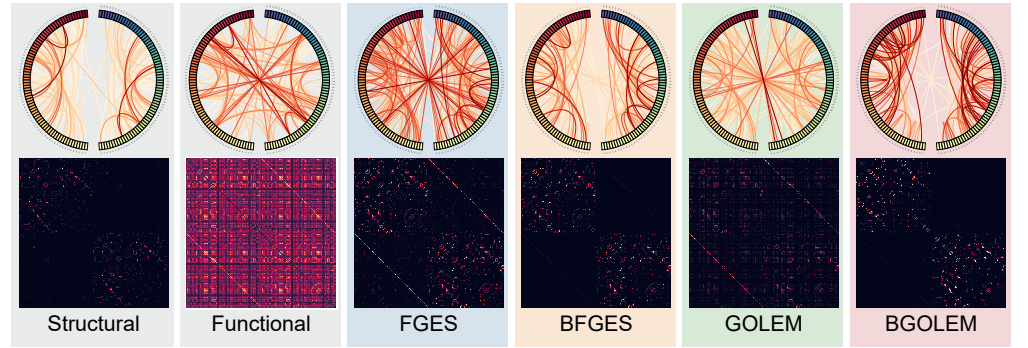 Structural
Functional
FGES
BFGES
GOLEM
BGOLEM